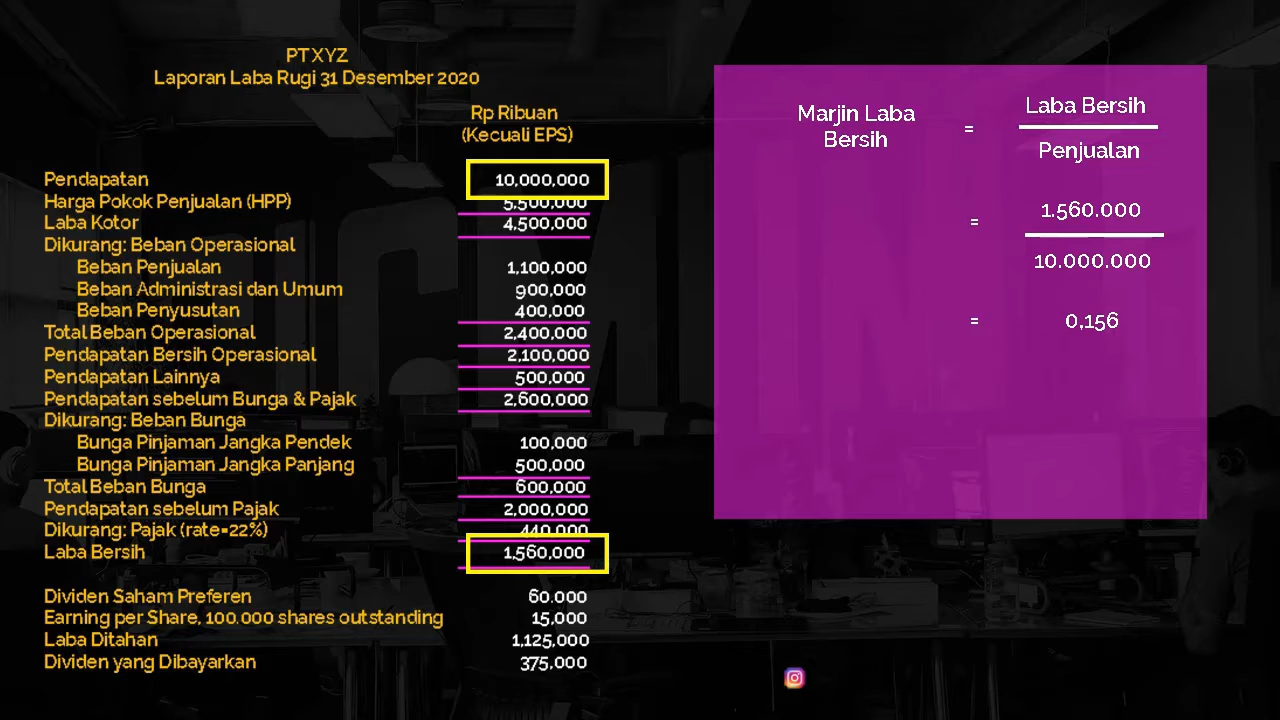 PT XYZ
Laporan Laba Rugi 31 Desember 2020
Rp Ribuan
(Kecuali EPS)
Pendapatan 10,000,000
Harga Pokok Penjualan (HPP) 5,500,000
Laba Kotor 4,500,000
Dikurang: Beban Operasional
Beban Penjualan 1,100,000
Beban Administrasi dan Umum 900,000
Beban Penyusutan 400,000
Total Beban Operasional 2,400,000
Pendapatan Bersih Operasional 2,100,000
Pendapatan Lainnya 500,000
Pendapatan sebelum Bunga & Pajak 2,600,000
Dikurang: Beban Bunga
Bunga Pinjaman Jangka Pendek 100,000
Bunga Pinjaman Jangka Panjang 500,000
Total Beban Bunga 600,000
Pendapatan sebelum Pajak 2,000,000
Dikurang: Pajak (rate=22%) 440,000
Laba Bersih 1,560,000
Dividen Saham Preferen 60.000
Earning per Share, 100.000 shares outstanding 15,000
Laba Ditahan 1,125,000
Dividen yang Dibayarkan 375.000
Marjin Laba
Bersih
=
Laba Bersih
Penjualan
=
1.560.000
10.000.000
=
0,156